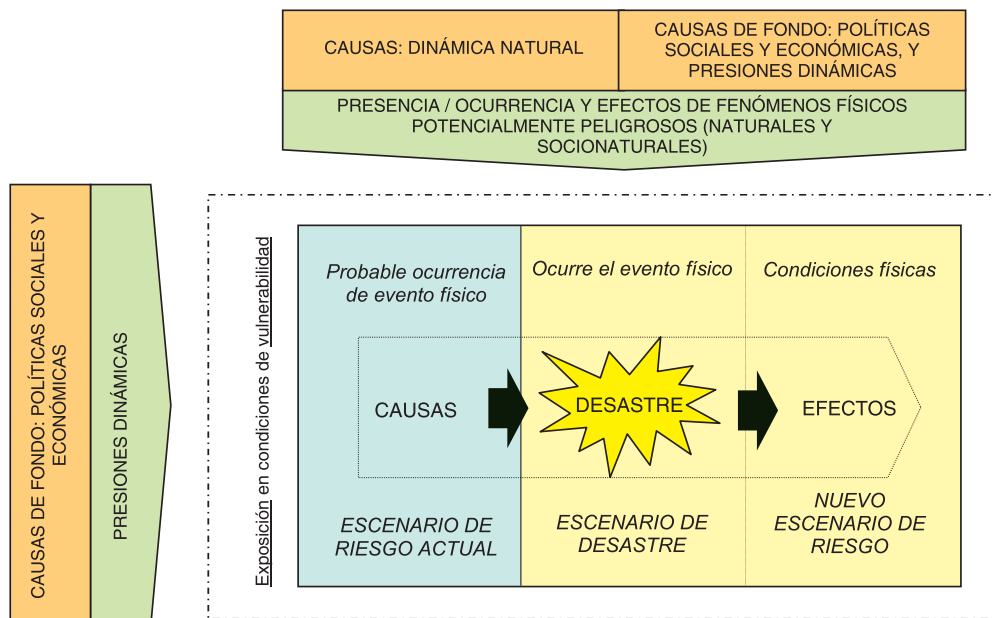 CAUSAS: DINÁMICA NATURAL
CAUSAS DE FONDO: POLÍTICAS
SOCIALES Y ECONÓMICAS, Y
PRESIONES DINÁMICAS
PRESENCIA / OCURRENCIA Y EFECTOS DE FENÓMENOS FÍSICOS
POTENCIALMENTE PELIGROSOS (NATURALES Y
SOCIONATURALES)
CAUSAS DE FONDO: POLÍTICAS SOCIALES Y
ECONÓMICAS
PRESIONES DINÁMICAS
Exposición en condiciones de vulnerabilidad
Probable ocurrencia
de evento físico
Ocurre el evento físico
Condiciones físicas
CAUSAS
DESASTRE
EFECTOS
ESCENARIO DE
RIESGO ACTUAL
ESCENARIO DE
DESASTRE
NUEVO
ESCENARIO DE
RIESGO